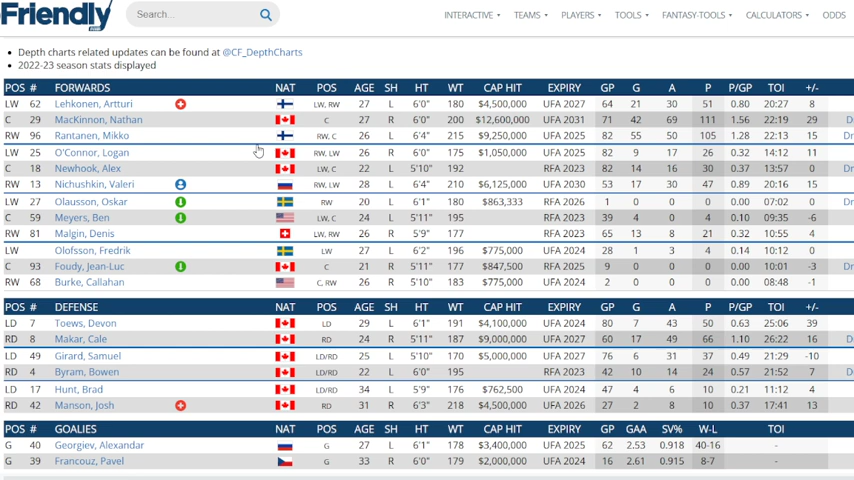 Friendly
.com
Search...
INTERACTIVE TEAMS PLAYERS TOOLS FANTASY-TOOLS CALCULATORS ODDS
Depth charts related updates can be found at @CF_DepthCharts
2022-23 season stats displayed
POS # FORWARDS NAT POS AGE SH HT WT CAP HIT EXPIRY GP G A P P/GP TOI +/-
LW 62 Lehkonen, Artturi LW, RW 27 L 6'0" 180 $4,500,000 UFA 2027 64 21 30 51 0.80 20:27 8
C 29 MacKinnon, Nathan C 27 R 6'0" 200 $12,600,000 UFA 2031 71 42 69 111 1.56 22:19 29
RW 96 Rantanen, Mikko RW, C 26 L 6'4" 215 $9,250,000 UFA 2025 82 55 50 105 1.28 22:13 15 Dr
LW 25 O'Connor, Logan RW, LW 26 R 6'0" 175 $1,050,000 UFA 2025 82 9 17 26 0.32 14:12 11
C 18 Newhook, Alex LW, C 22 L 5'10" 192 RFA 2023 82 14 16 30 0.37 13:57 0 Dr
RW 13 Nichushkin, Valeri RW, LW 28 L 6'4" 210 $6,125,000 UFA 2030 53 17 30 47 0.89 20:16 15
LW 27 Olausson, Oskar RW 20 L 6'1" 180 $863,333 RFA 2025 1 0 0 0 0.00 07:02 0 Dr
C 59 Meyers, Ben LW, C 24 L 5'11" 195 RFA 2023 39 4 0 4 0.10 09:35 -6
RW 81 Malgin, Denis LW, RW 26 R 5'9" 177 RFA 2023 65 13 8 21 0.32 10:55 4
LW Olofsson, Fredrik LW 27 L 6'2" 196 $775,000 UFA 2024 28 1 3 4 0.14 10:12 0
C 93 Foudy, Jean-Luc C 21 R 5'11" 177 $847,500 RFA 2025 9 0 0 0 0.00 10:01 -3 Dr
RW 68 Burke, Callahan C, RW 26 R 5'10" 183 $775,000 UFA 2024 2 0 0 0 0.00 08:48 -1
POS # DEFENSE NAT POS AGE SH HT WT CAP HIT EXPIRY GP G A P P/GP TOI +/-
LD 7 Toews, Devon LD 29 L 6'1" 191 $4,100,000 UFA 2024 80 7 43 50 0.63 25:06 39
RD 8 Makar, Cale RD 24 R 5'11" 187 $9,000,000 UFA 2027 60 17 49 66 1.10 26:22 16 D
LD 49 Girard, Samuel LD/RD 25 L 5'10" 170 $5,000,000 UFA 2027 76 6 31 37 0.49 21:29 -10
RD 4 Byram, Bowen LD/RD 22 L 6'0" 195 RFA 2023 42 10 14 24 0.57 21:52 7 D
LD 17 Hunt, Brad LD/RD 34 L 5'9" 176 $762,500 UFA 2024 47 4 6 10 0.21 11:12 4
RD 42 Manson, Josh RD 31 R 6'3" 218 $4,500,000 UFA 2026 27 2 8 10 0.37 17:41 13
POS # GOALIES NAT POS AGE SH HT WT CAP HIT EXPIRY GP GAA SV% W-L TOI
G 40 Georgiev, Alexandar G 27 L 6'1" 178 $3,400,000 UFA 2025 62 2.53 0.918 40-16 -
G 39 Francouz, Pavel G 33 R 6'0" 179 $2,000,000 UFA 2024 16 2.61 0.915 8-7 -